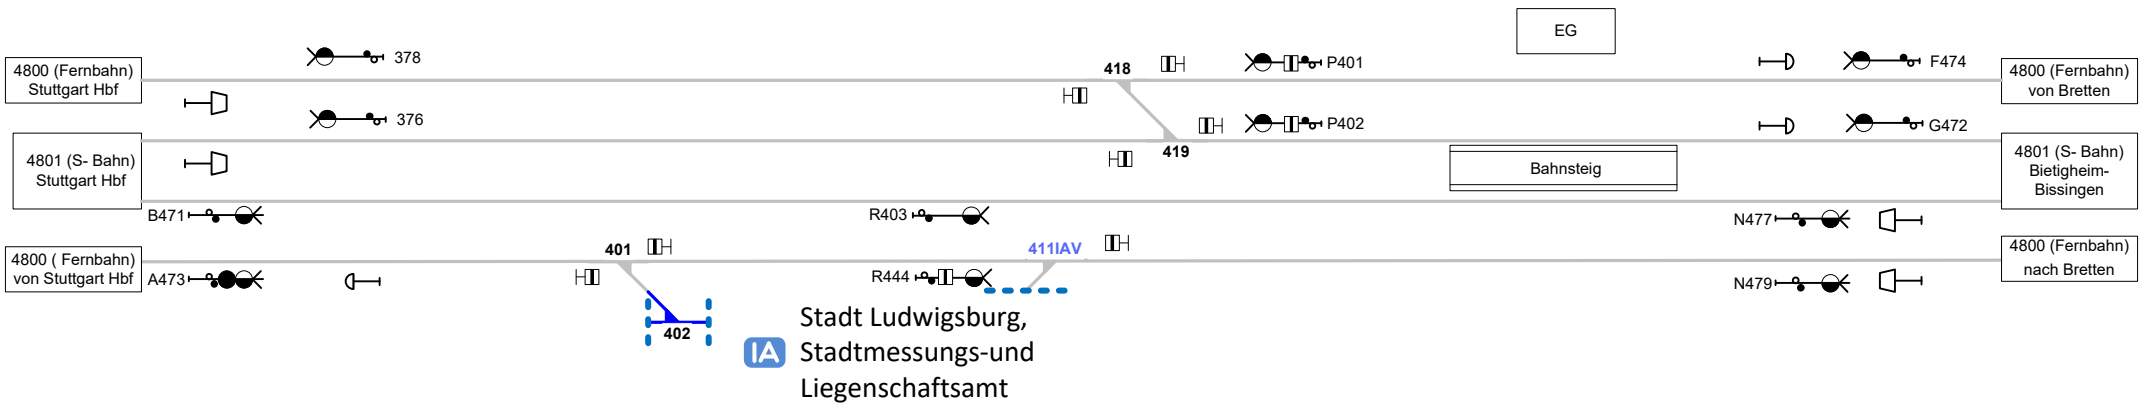 EG
4800 (Fernbahn)
Stuttgart Hbf
378
418
P401
F474
4800 (Fernbahn)
von Bretten
376
P402
G472
419
4801 (S- Bahn)
Stuttgart Hbf
Bahnsteig
4801 (S- Bahn)
Bietigheim-
Bissingen
B471
R403
N477
4800 ( Fernbahn)
von Stuttgart Hbf
401
411IAV
4800 (Fernbahn)
nach Bretten
A473
R444
N479
402
IA
Stadt Ludwigsburg,
Stadtmessungs-und
Liegenschaftsamt